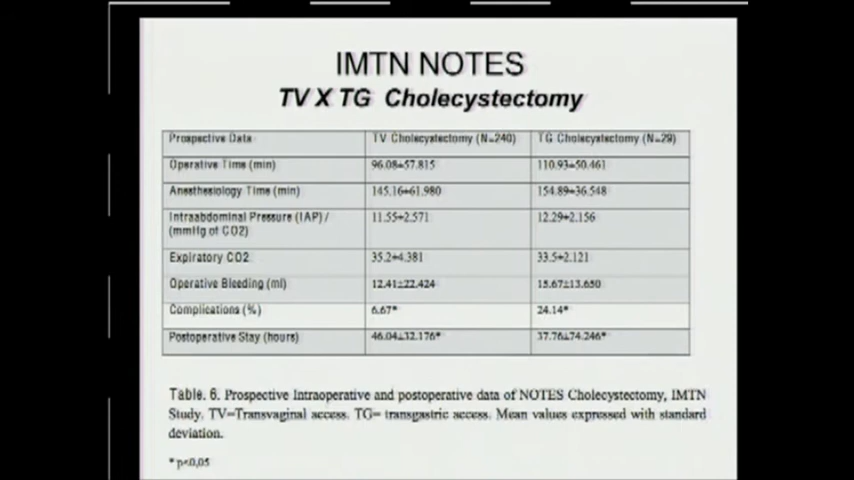 IMTN NOTES
TV X TG Cholecystectomy
Prospective Data TV Cholecystectomy (N=240) TG Cholecystectomy (N=29)
Operative Time (min) 96.08±57.815 110.93±50.461
Anesthesiology Time (min) 145.16±61.980 154.89±36.548
Intraabdominal Pressure (IAP) / 11.55±2.571 12.29±2.156
(mmHg of CO2)
Expiratory CO2 35.2±4.381 33.5±2.121
Operative Bleeding (ml) 12.41±22.424
Complications (%) 6.67* 24.14*
Postoperative Stay (hours) 46.04±32.176* 37.76±74.246*
Table. 6. Prospective Intraoperative and postoperative data of NOTES Cholecystectomy, IMTN
Study. TV=Transvaginal access. TG= transgastric access. Mean values expressed with standard
deviation.
* p<0,05